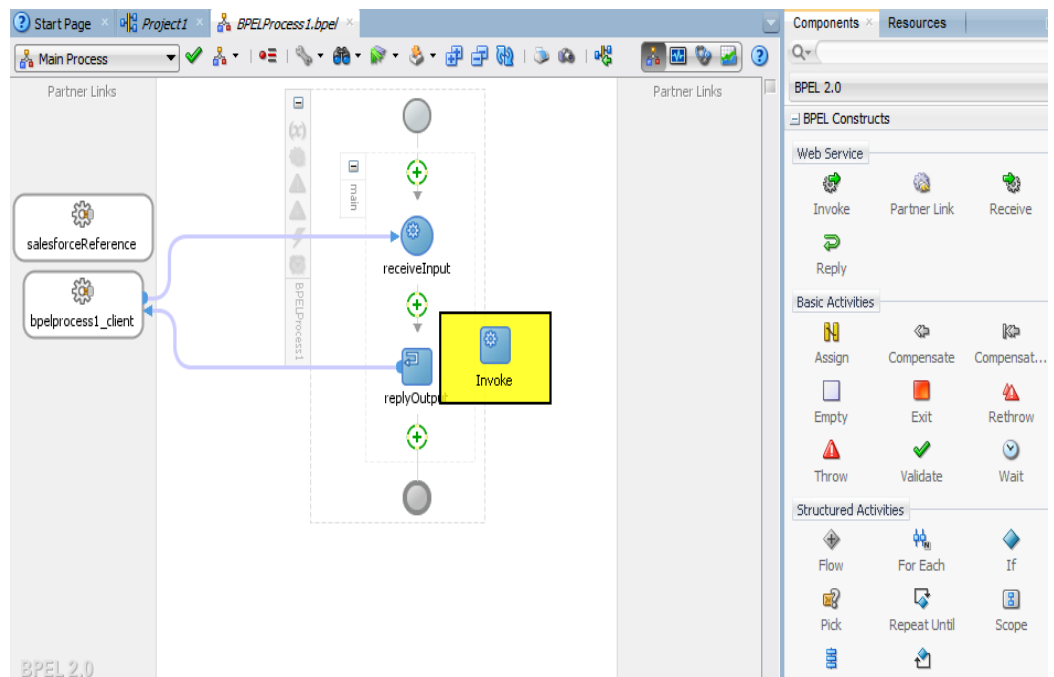 Start Page
Project1
BPELProcess1.bpel
Components
Resources
Main Process
BPEL 2.0
Partner Links
Partner Links
BPEL Constructs
Web Service
Invoke
Partner Link
Receive
Reply
(x)
main
salesforceReference
receiveInput
bpelprocess1_client
BPELProcess1
Invoke
replyOutput
Basic Activities
Assign
Compensate
Compensat...
Empty
Exit
Rethrow
Throw
Validate
Wait
Structured Activities
Flow
For Each
If
Pick
Repeat Until
Scope
BPEL 2.0